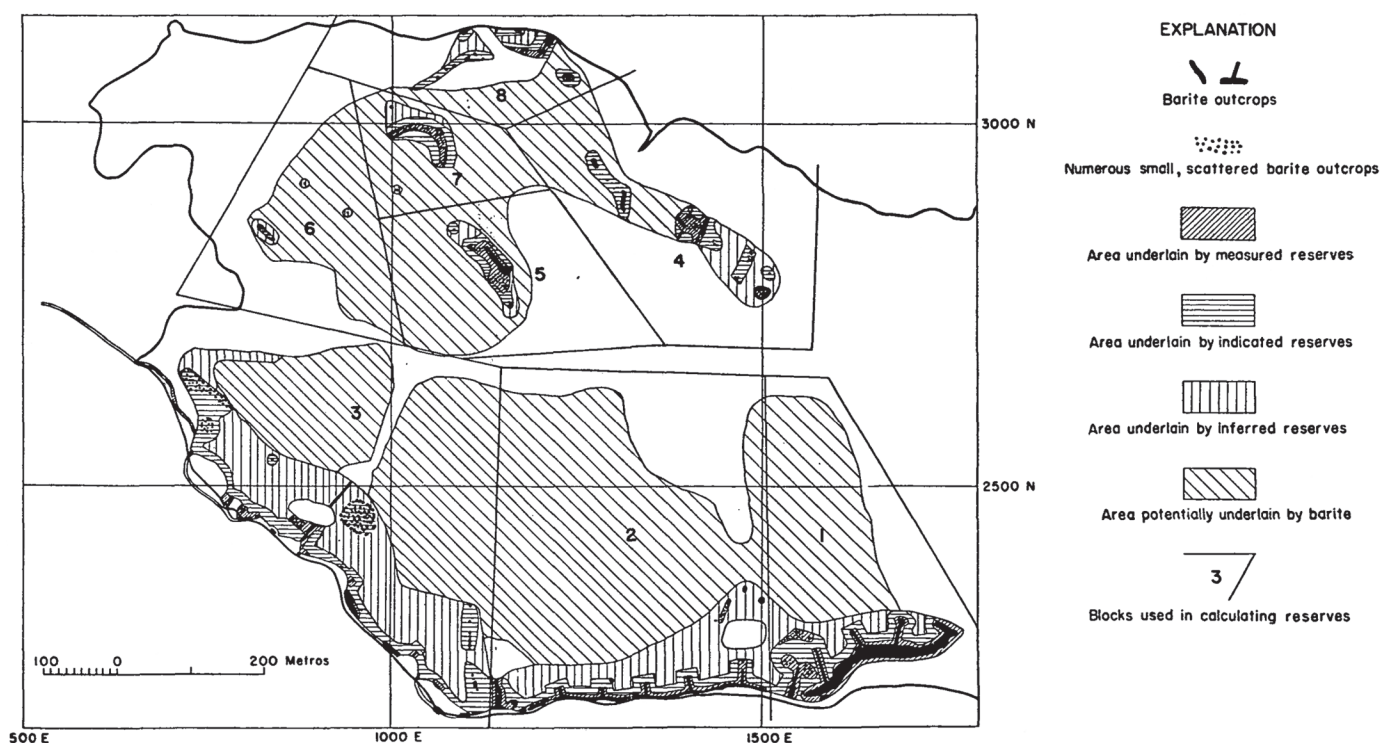 EXPLANATION
Barite outcrops
Numerous small, scattered barite outcrops
Area underlain by measured reserves
Area underlain by indicated reserves
Area underlain by inferred reserves
Area potentially underlain by barite
3
Blocks used in calculating reserves
8
3000 N
7
6
5
4
3
2500 N
2
1
100 0 200 Metros
500 E 1000 E 1500 E